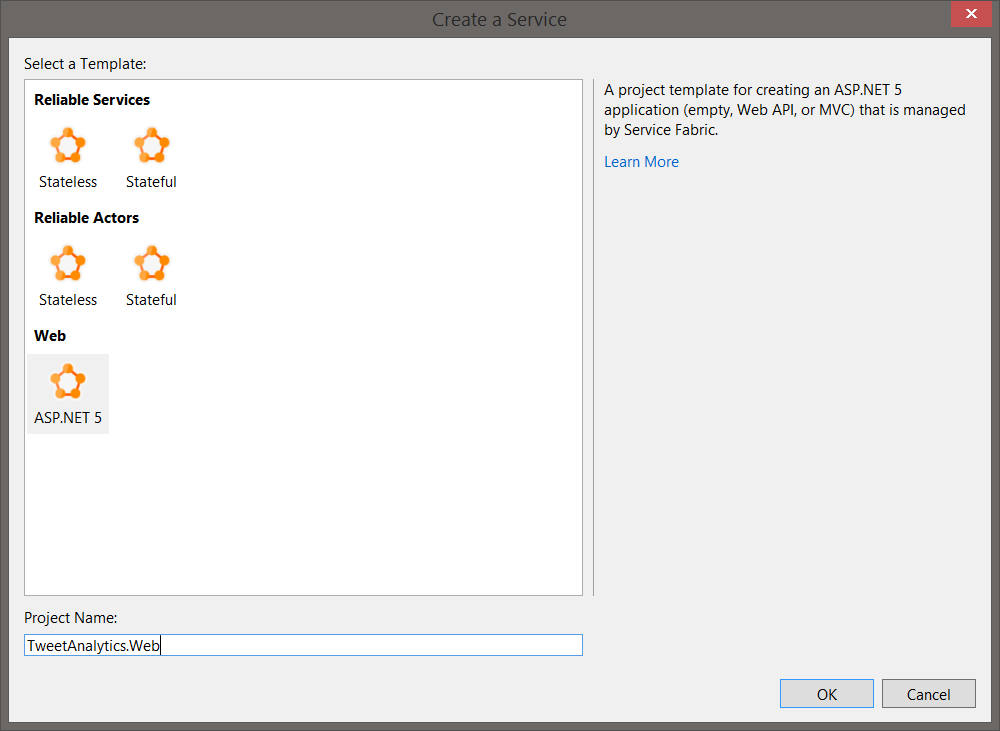 Create a Service
Select a Template:
Reliable Services
Stateless Stateful
Reliable Actors
Stateless Stateful
Web
ASP.NET 5
A project template for creating an ASP.NET 5
application (empty, Web API, or MVC) that is managed
by Service Fabric.
Learn More
Project Name:
TweetAnalytics.Web
OK Cancel